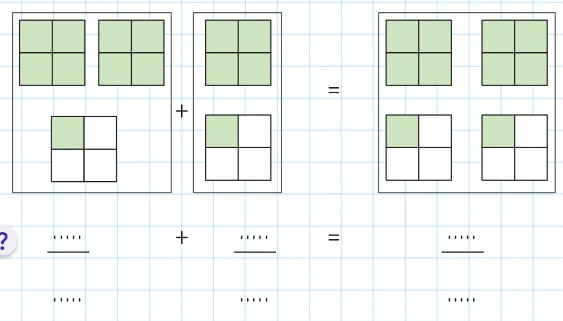 + =
? ..... + ..... = .....
..... ..... .....